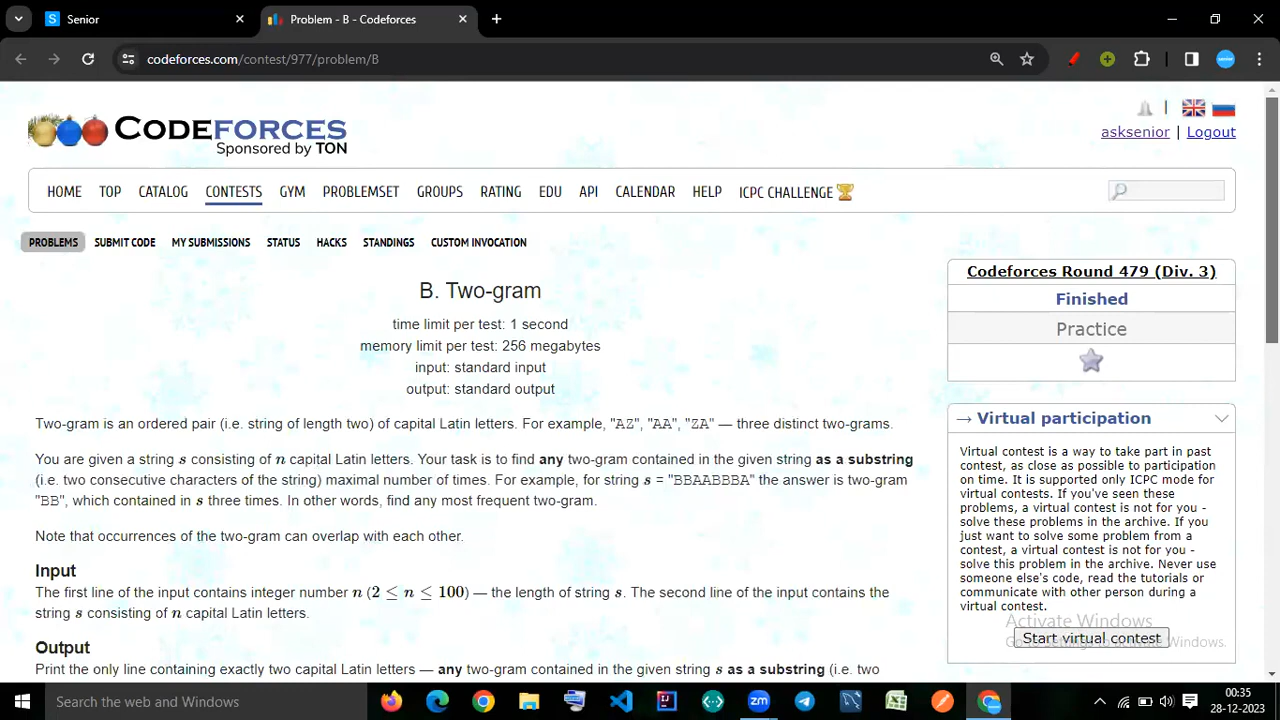 Senior
Problem - B - Codeforces
codeforces.com/contest/977/problem/B
CODEFORCES
Sponsored by TON
asksenior | Logout
HOME TOP CATALOG CONTESTS GYM PROBLEMSET GROUPS RATING EDU API CALENDAR HELP ICPC CHALLENGE
PROBLEMS SUBMIT CODE MY SUBMISSIONS STATUS HACKS STANDINGS CUSTOM INVOCATION
B. Two-gram
time limit per test: 1 second
memory limit per test: 256 megabytes
input: standard input
output: standard output
Two-gram is an ordered pair (i.e. string of length two) of capital Latin letters. For example, "AZ", "AA", "ZA" — three distinct two-grams.
You are given a string s consisting of n capital Latin letters. Your task is to find any two-gram contained in the given string as a substring
(i.e. two consecutive characters of the string) maximal number of times. For example, for string s = "BBAABBBA" the answer is two-gram
"BB", which contained in s three times. In other words, find any most frequent two-gram.
Note that occurrences of the two-gram can overlap with each other.
Input
The first line of the input contains integer number n (2 ≤ n ≤ 100) — the length of string s. The second line of the input contains the
string s consisting of n capital Latin letters.
Output
Print the only line containing exactly two capital Latin letters — any two-gram contained in the given string s as a substring (i.e. two
Codeforces Round 479 (Div. 3)
Finished
Practice
→ Virtual participation
Virtual contest is a way to take part in past
contest, as close as possible to participation
on time. It is supported only ICPC mode for
virtual contests. If you've seen these
problems, a virtual contest is not for you -
solve these problems in the archive. If you
just want to solve some problem from a
contest, a virtual contest is not for you -
solve this problem in the archive. Never use
someone else's code, read the tutorials or
communicate with other person during a
virtual contest.
Start virtual contest
Activate Windows
Go to Settings to activate Windows.
Search the web and Windows
zm
00:35
28-12-2023